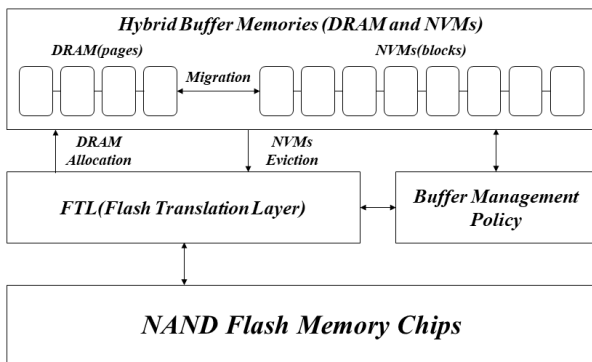 Hybrid Buffer Memories (DRAM and NVMs)
DRAM(pages)
NVMs(blocks)
Migration
DRAM
Allocation
NVMs
Eviction
FTL(Flash Translation Layer)
Buffer Management
Policy
NAND Flash Memory Chips